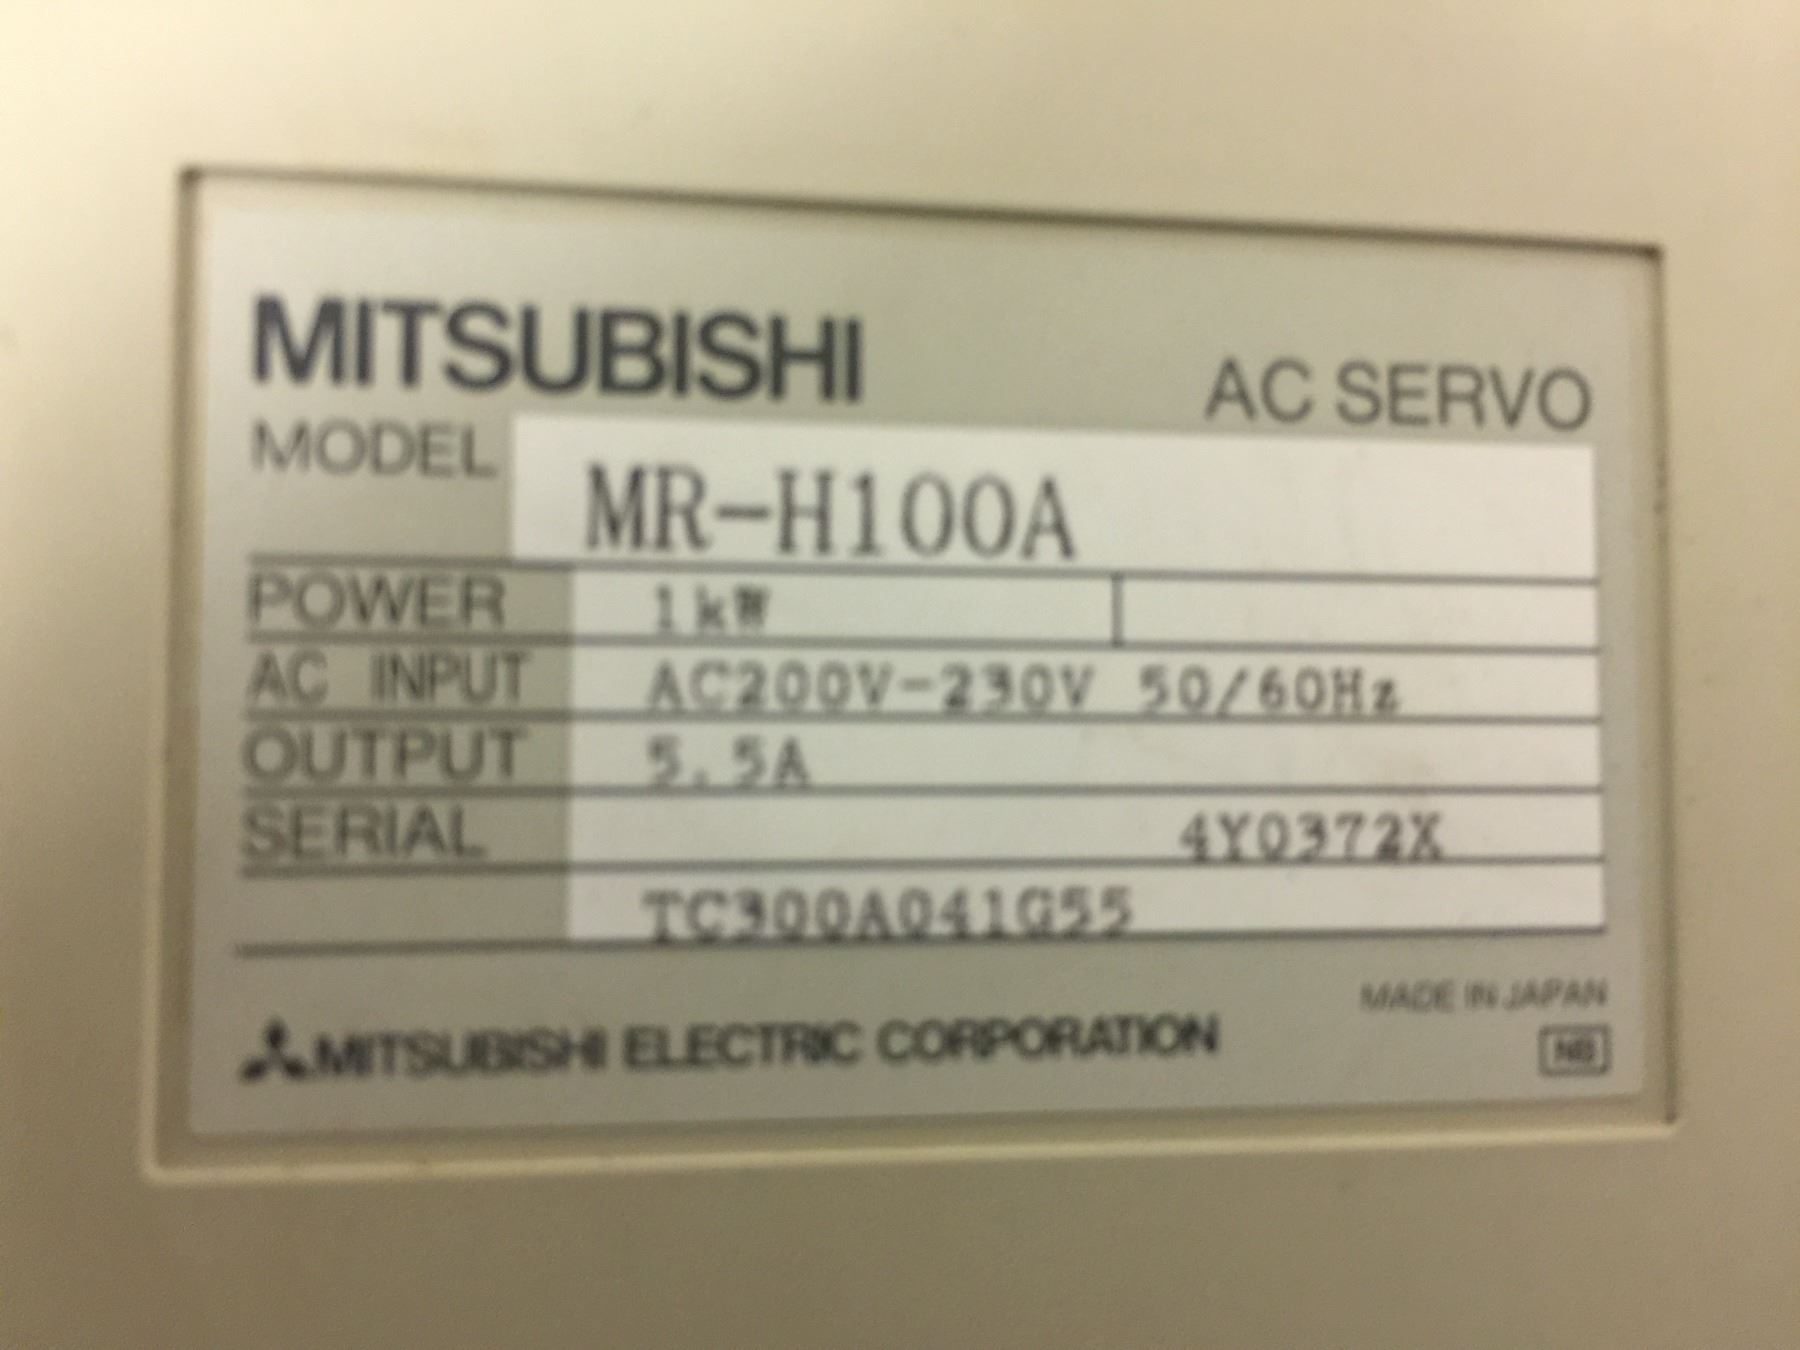 MITSUBISHI
AC SERVO
MODEL MR-H100A
POWER 1kW
AC INPUT AC200V-230V 50/60Hz
OUTPUT 5.5A
SERIAL 4Y0372X
TC300A041G55
MADE IN JAPAN
MITSUBISHI ELECTRIC CORPORATION